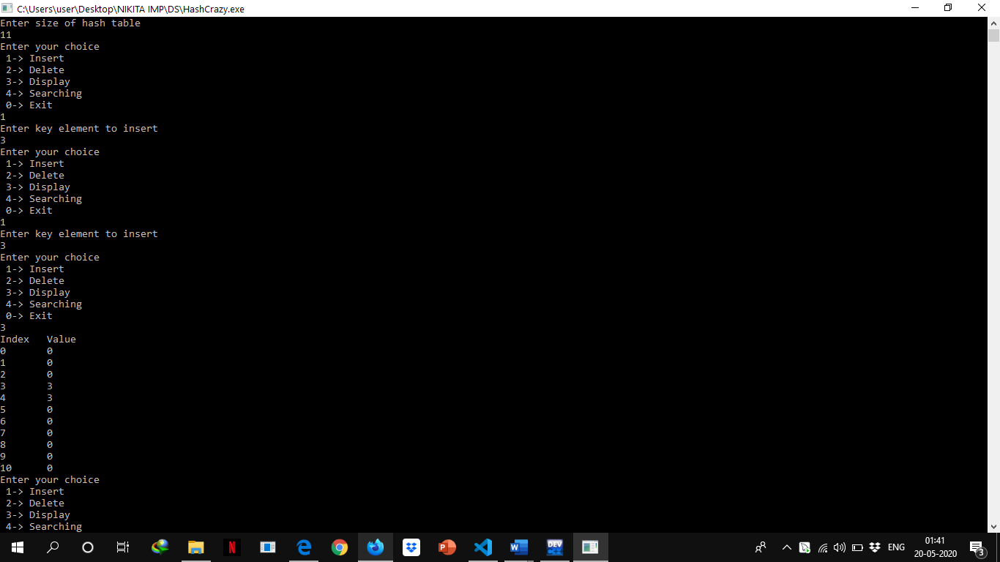 C:\Users\user\Desktop\NIKITA IMP\DS\HashCrazy.exe
Enter size of hash table
11
Enter your choice
1-> Insert
2-> Delete
3-> Display
4-> Searching
0-> Exit
1
Enter key element to insert
3
Enter your choice
1-> Insert
2-> Delete
3-> Display
4-> Searching
0-> Exit
1
Enter key element to insert
3
Enter your choice
1-> Insert
2-> Delete
3-> Display
4-> Searching
0-> Exit
3
Index Value
0 0
1 0
2 0
3 3
4 3
5 0
6 0
7 0
8 0
9 0
10 0
Enter your choice
1-> Insert
2-> Delete
3-> Display
4-> Searching
N
P
W
DEV
ENG
01:41
20-05-2020
3